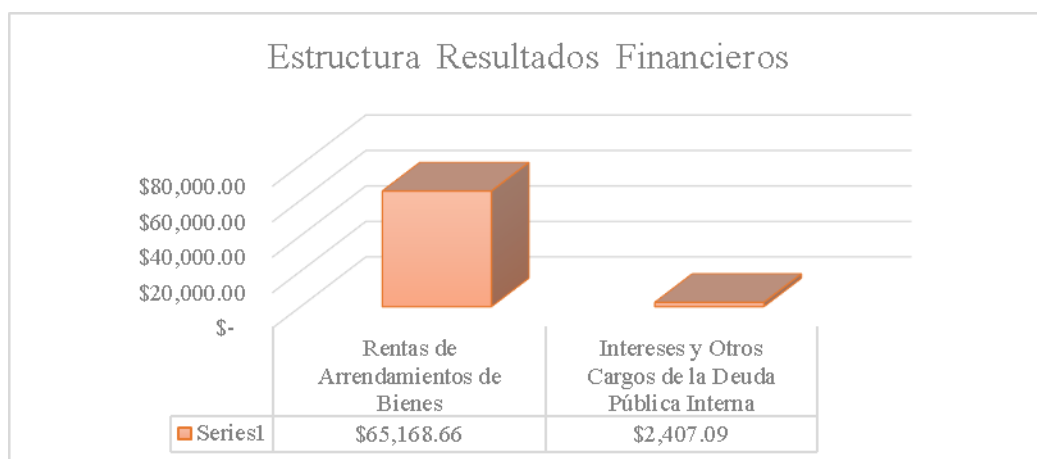 Estructura Resultados Financieros
$80,000.00
$60,000.00
$40,000.00
$20,000.00
$-
Rentas de
Arrendamientos de
Bienes
Intereses y Otros
Cargos de la Deuda
Pública Interna
Series1
$65,168.66
$2,407.09